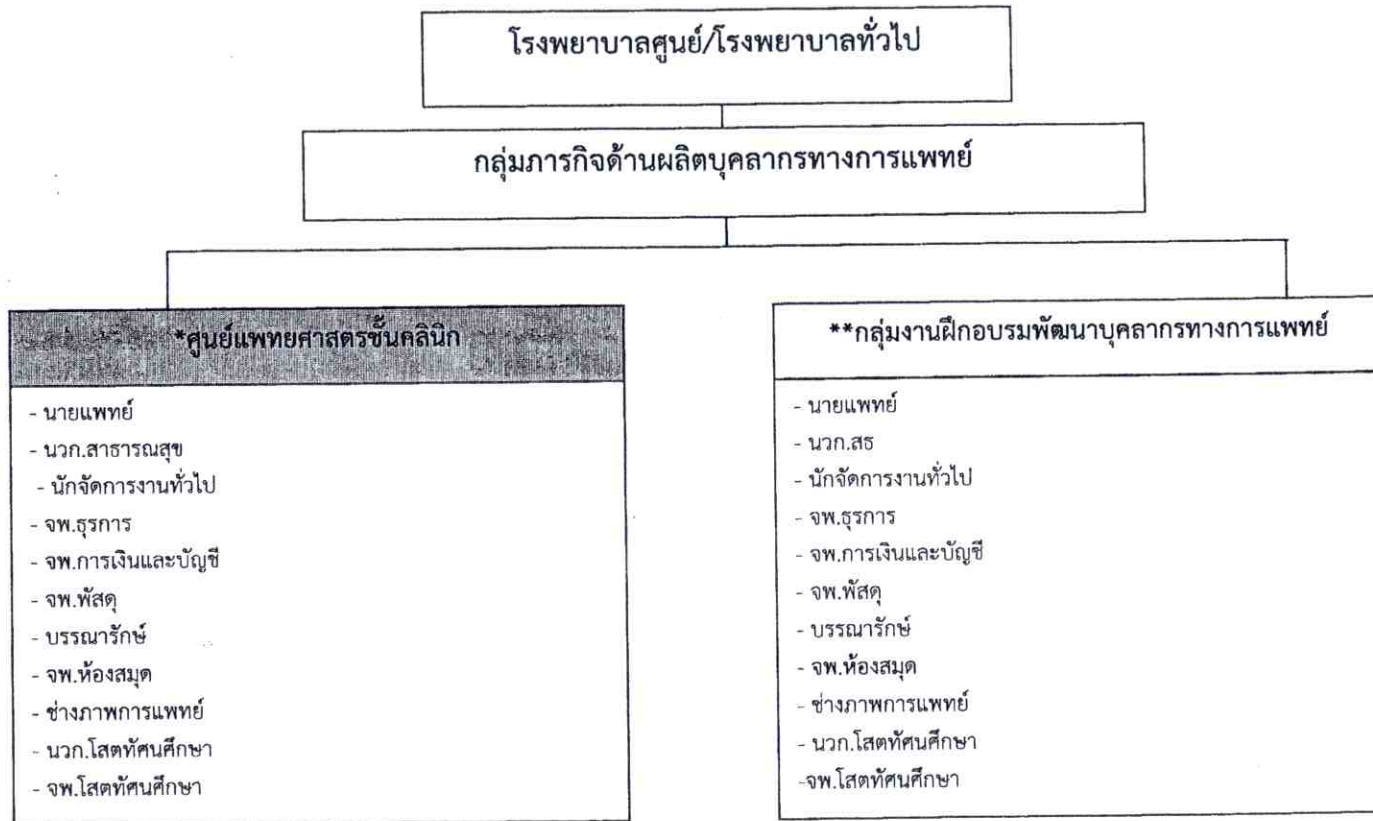 โรงพยาบาลศูนย์/โรงพยาบาลทั่วไป
กลุ่มภารกิจด้านผลิตบุคลากรทางการแพทย์
*ศูนย์แพทยศาสตรชั้นคลินิก
- นายแพทย์
- นวก.สาธารณสุข
- นักจัดการงานทั่วไป
- จพ.ธุรการ
- จพ.การเงินและบัญชี
- จพ.พัสดุ
- บรรณารักษ์
- จพ.ห้องสมุด
- ช่างภาพการแพทย์
- นวก.โสตทัศนศึกษา
- จพ.โสตทัศนศึกษา
**กลุ่มงานฝึกอบรมพัฒนาบุคลากรทางการแพทย์
- นายแพทย์
- นวก.สธ
- นักจัดการงานทั่วไป
- จพ.ธุรการ
- จพ.การเงินและบัญชี
- จพ.พัสดุ
- บรรณารักษ์
- จพ.ห้องสมุด
- ช่างภาพการแพทย์
- นวก.โสตทัศนศึกษา
-จพ.โสตทัศนศึกษา